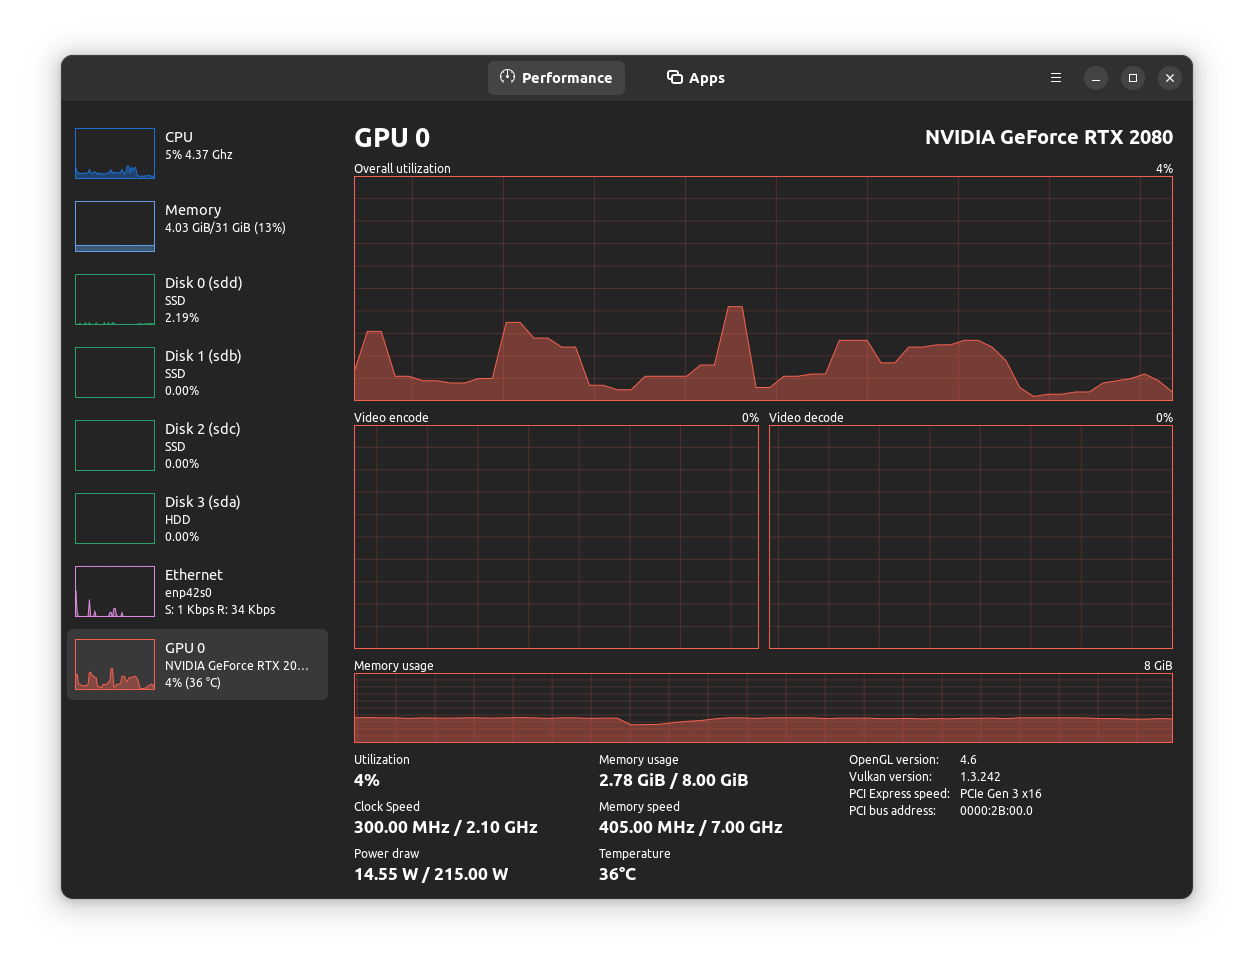 Performance
Apps
CPU
5% 4.37 Ghz
Memory
4.03 GiB/31 GiB (13%)
Disk 0 (sdd)
SSD
2.19%
Disk 1 (sdb)
SSD
0.00%
Disk 2 (sdc)
SSD
0.00%
Disk 3 (sda)
HDD
0.00%
Ethernet
enp42s0
S: 1 Kbps R: 34 Kbps
GPU 0
NVIDIA GeForce RTX 20...
4% (36 °C)
GPU 0
NVIDIA GeForce RTX 2080
Overall utilization 4%
Video encode 0%
Video decode 0%
Memory usage 8 GiB
Utilization
4%
Clock Speed
300.00 MHz / 2.10 GHz
Power draw
14.55 W / 215.00 W
Memory usage
2.78 GiB / 8.00 GiB
Memory speed
405.00 MHz / 7.00 GHz
Temperature
36°C
OpenGL version: 4.6
Vulkan version: 1.3.242
PCI Express speed: PCIe Gen 3 x16
PCI bus address: 0000:2B:00.0